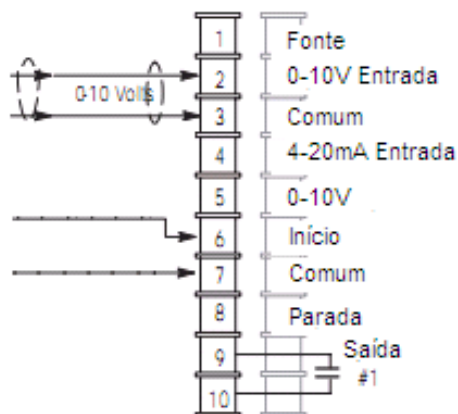 1 Fonte
2 0-10V Entrada
0-10 Volts
3 Comum
4 4-20mA Entrada
5 0-10V
6 Início
7 Comum
8 Parada
9 Saída
#1
10